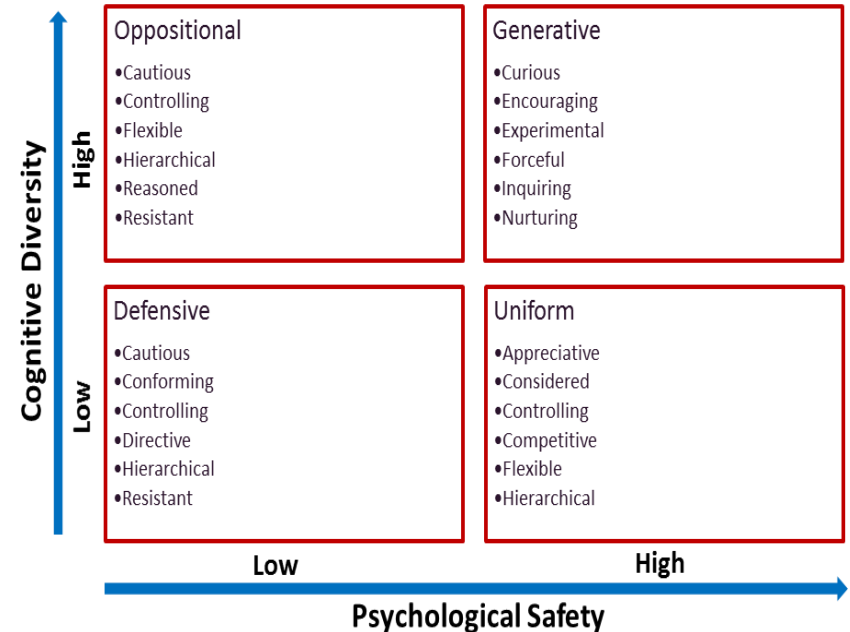 Oppositional
•Cautious
•Controlling
•Flexible
•Hierarchical
•Reasoned
•Resistant
Generative
•Curious
•Encouraging
•Experimental
•Forceful
•Inquiring
•Nurturing
Cognitive Diversity
High
Low
Defensive
•Cautious
•Conforming
•Controlling
•Directive
•Hierarchical
•Resistant
Uniform
•Appreciative
•Considered
•Controlling
•Competitive
•Flexible
•Hierarchical
Low
High
Psychological Safety